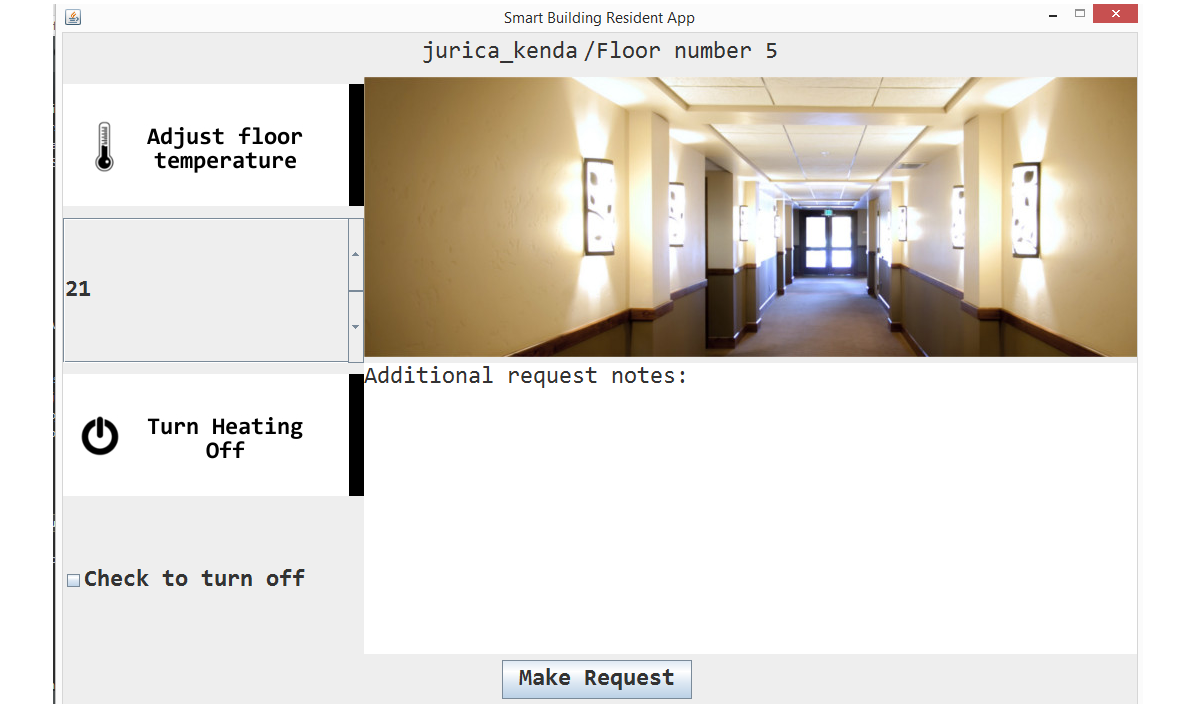 Smart Building Resident App
jurica_kenda/Floor number 5
Adjust floor
temperature
21
Turn Heating
Off
Check to turn off
Additional request notes:
Make Request